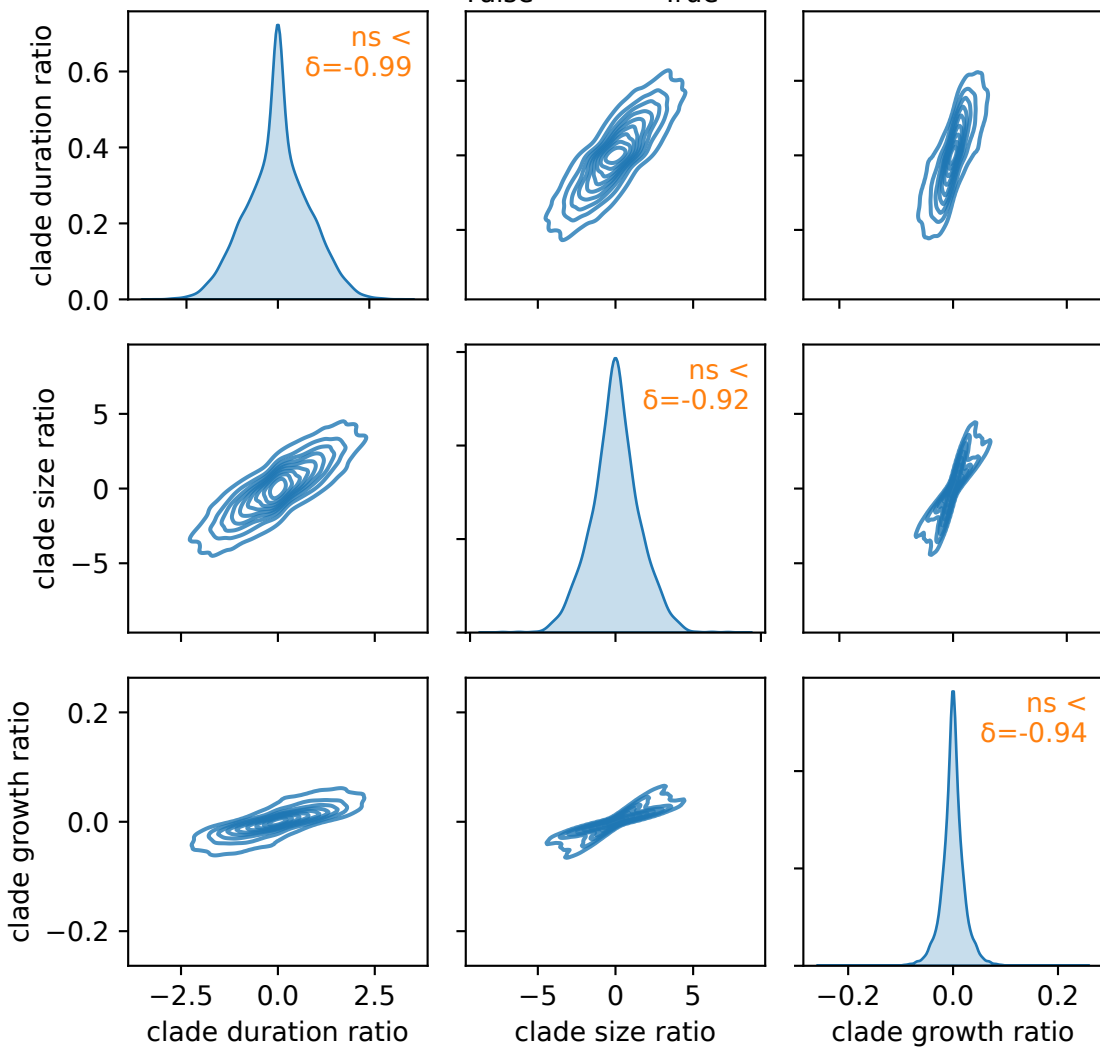 clade duration ratio
0.6
0.4
0.2
0.0
ns <
δ=-0.99
clade size ratio
5
0
−5
ns <
δ=-0.92
clade growth ratio
0.2
0.0
−0.2
ns <
δ=-0.94
−2.5 0.0 2.5
−5 0 5
−0.2 0.0 0.2
clade duration ratio
clade size ratio
clade growth ratio